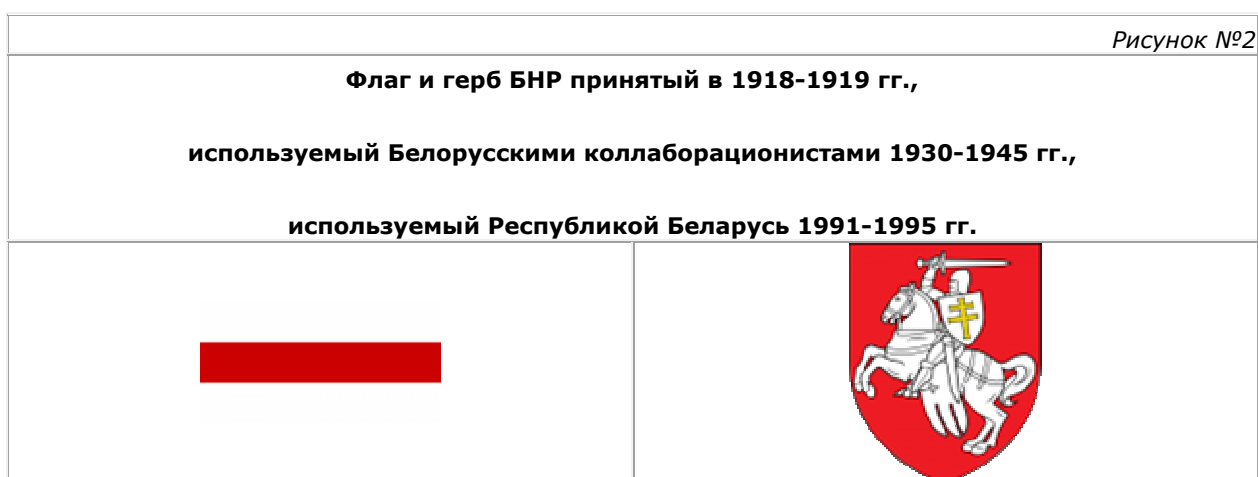 Рисунок №2
Флаг и герб БНР принятый в 1918-1919 гг.,
используемый Белорусскими коллаборационистами 1930-1945 гг.,
используемый Республикой Беларусь 1991-1995 гг.